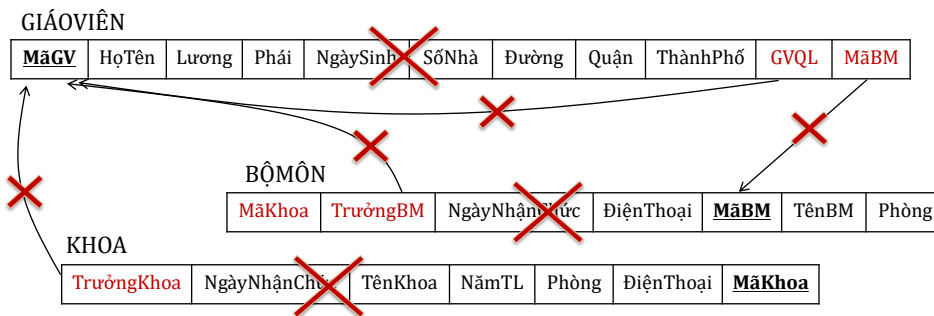 GIÁOVIÊN
MãGV HọTên Lương Phái NgàySinh SốNhà Đường Quận ThànhPhố GVQL MãBM
BỘMÔN
MãKhoa TrưởngBM NgàyNhậnChức ĐiệnThoại MãBM TênBM Phòng
KHOA
TrưởngKhoa NgàyNhậnChức TênKhoa NămTL Phòng ĐiệnThoại MãKhoa